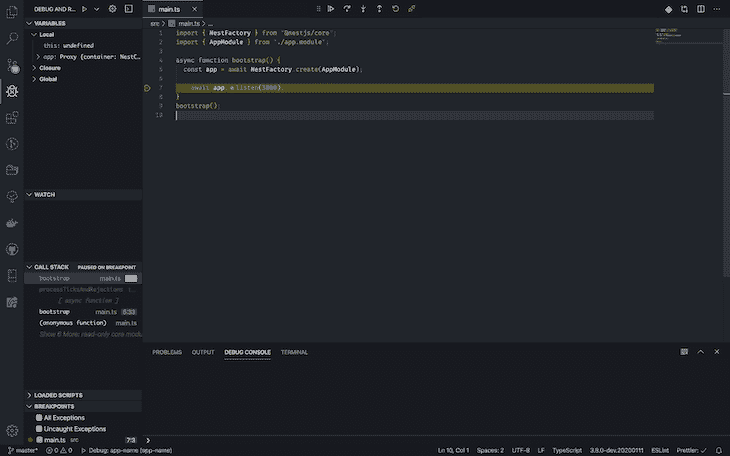 DEBUG AND R...
main.ts
src > main.ts > ...
VARIABLES
Local
this: undefined
app: Proxy {container: NestC...
Closure
Global
1 import { NestFactory } from '@nestjs/core';
2 import { AppModule } from './app.module';
3
4 async function bootstrap() {
5 const app = await NestFactory.create(AppModule);
6
7 await app.listen(3000)
8 }
9 bootstrap();
10
WATCH
CALL STACK PAUSED ON BREAKPOINT
bootstrap main.ts
processTicksAndRejections
[ async function ]
bootstrap main.ts 5:33
(anonymous function) main.ts
Show 6 More: read-only core modu
PROBLEMS OUTPUT DEBUG CONSOLE TERMINAL
LOADED SCRIPTS
BREAKPOINTS
All Exceptions
Uncaught Exceptions
main.ts src 7:3
master* 0 0 Debug: app-name (app-name) Ln 10, Col 1 Spaces: 2 UTF-8 LF TypeScript 3.8.0-dev.20200111 ESLint Prettier: ✓